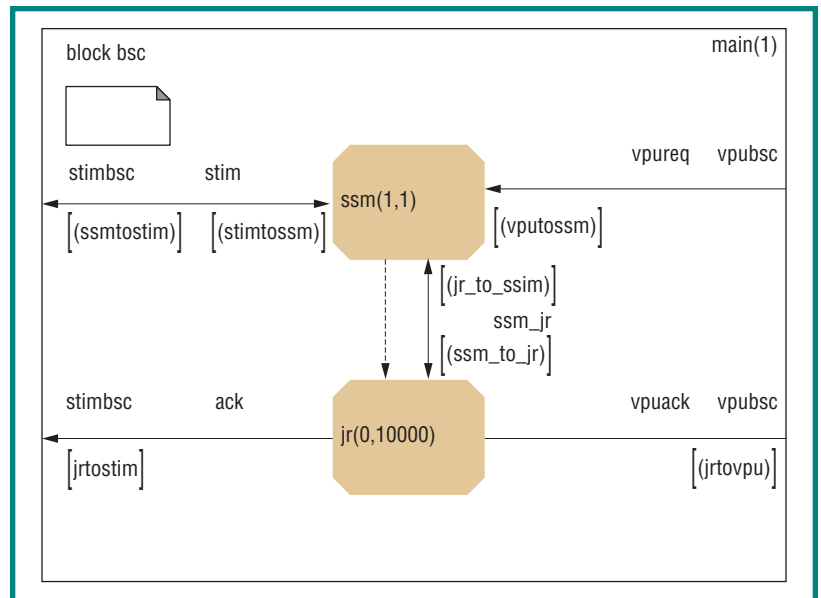 block bsc
main(1)
stimbsc stim
vpureq vpubsc
ssm(1,1)
[(ssmtostim)] [(stimtossm)]
[(vputossm)]
[(jr_to_ssim)]
ssm_jr
[(ssm_to_jr)]
stimbsc ack
vpuack vpubsc
jr(0,10000)
[jrtostim]
[(jrtovpu)]